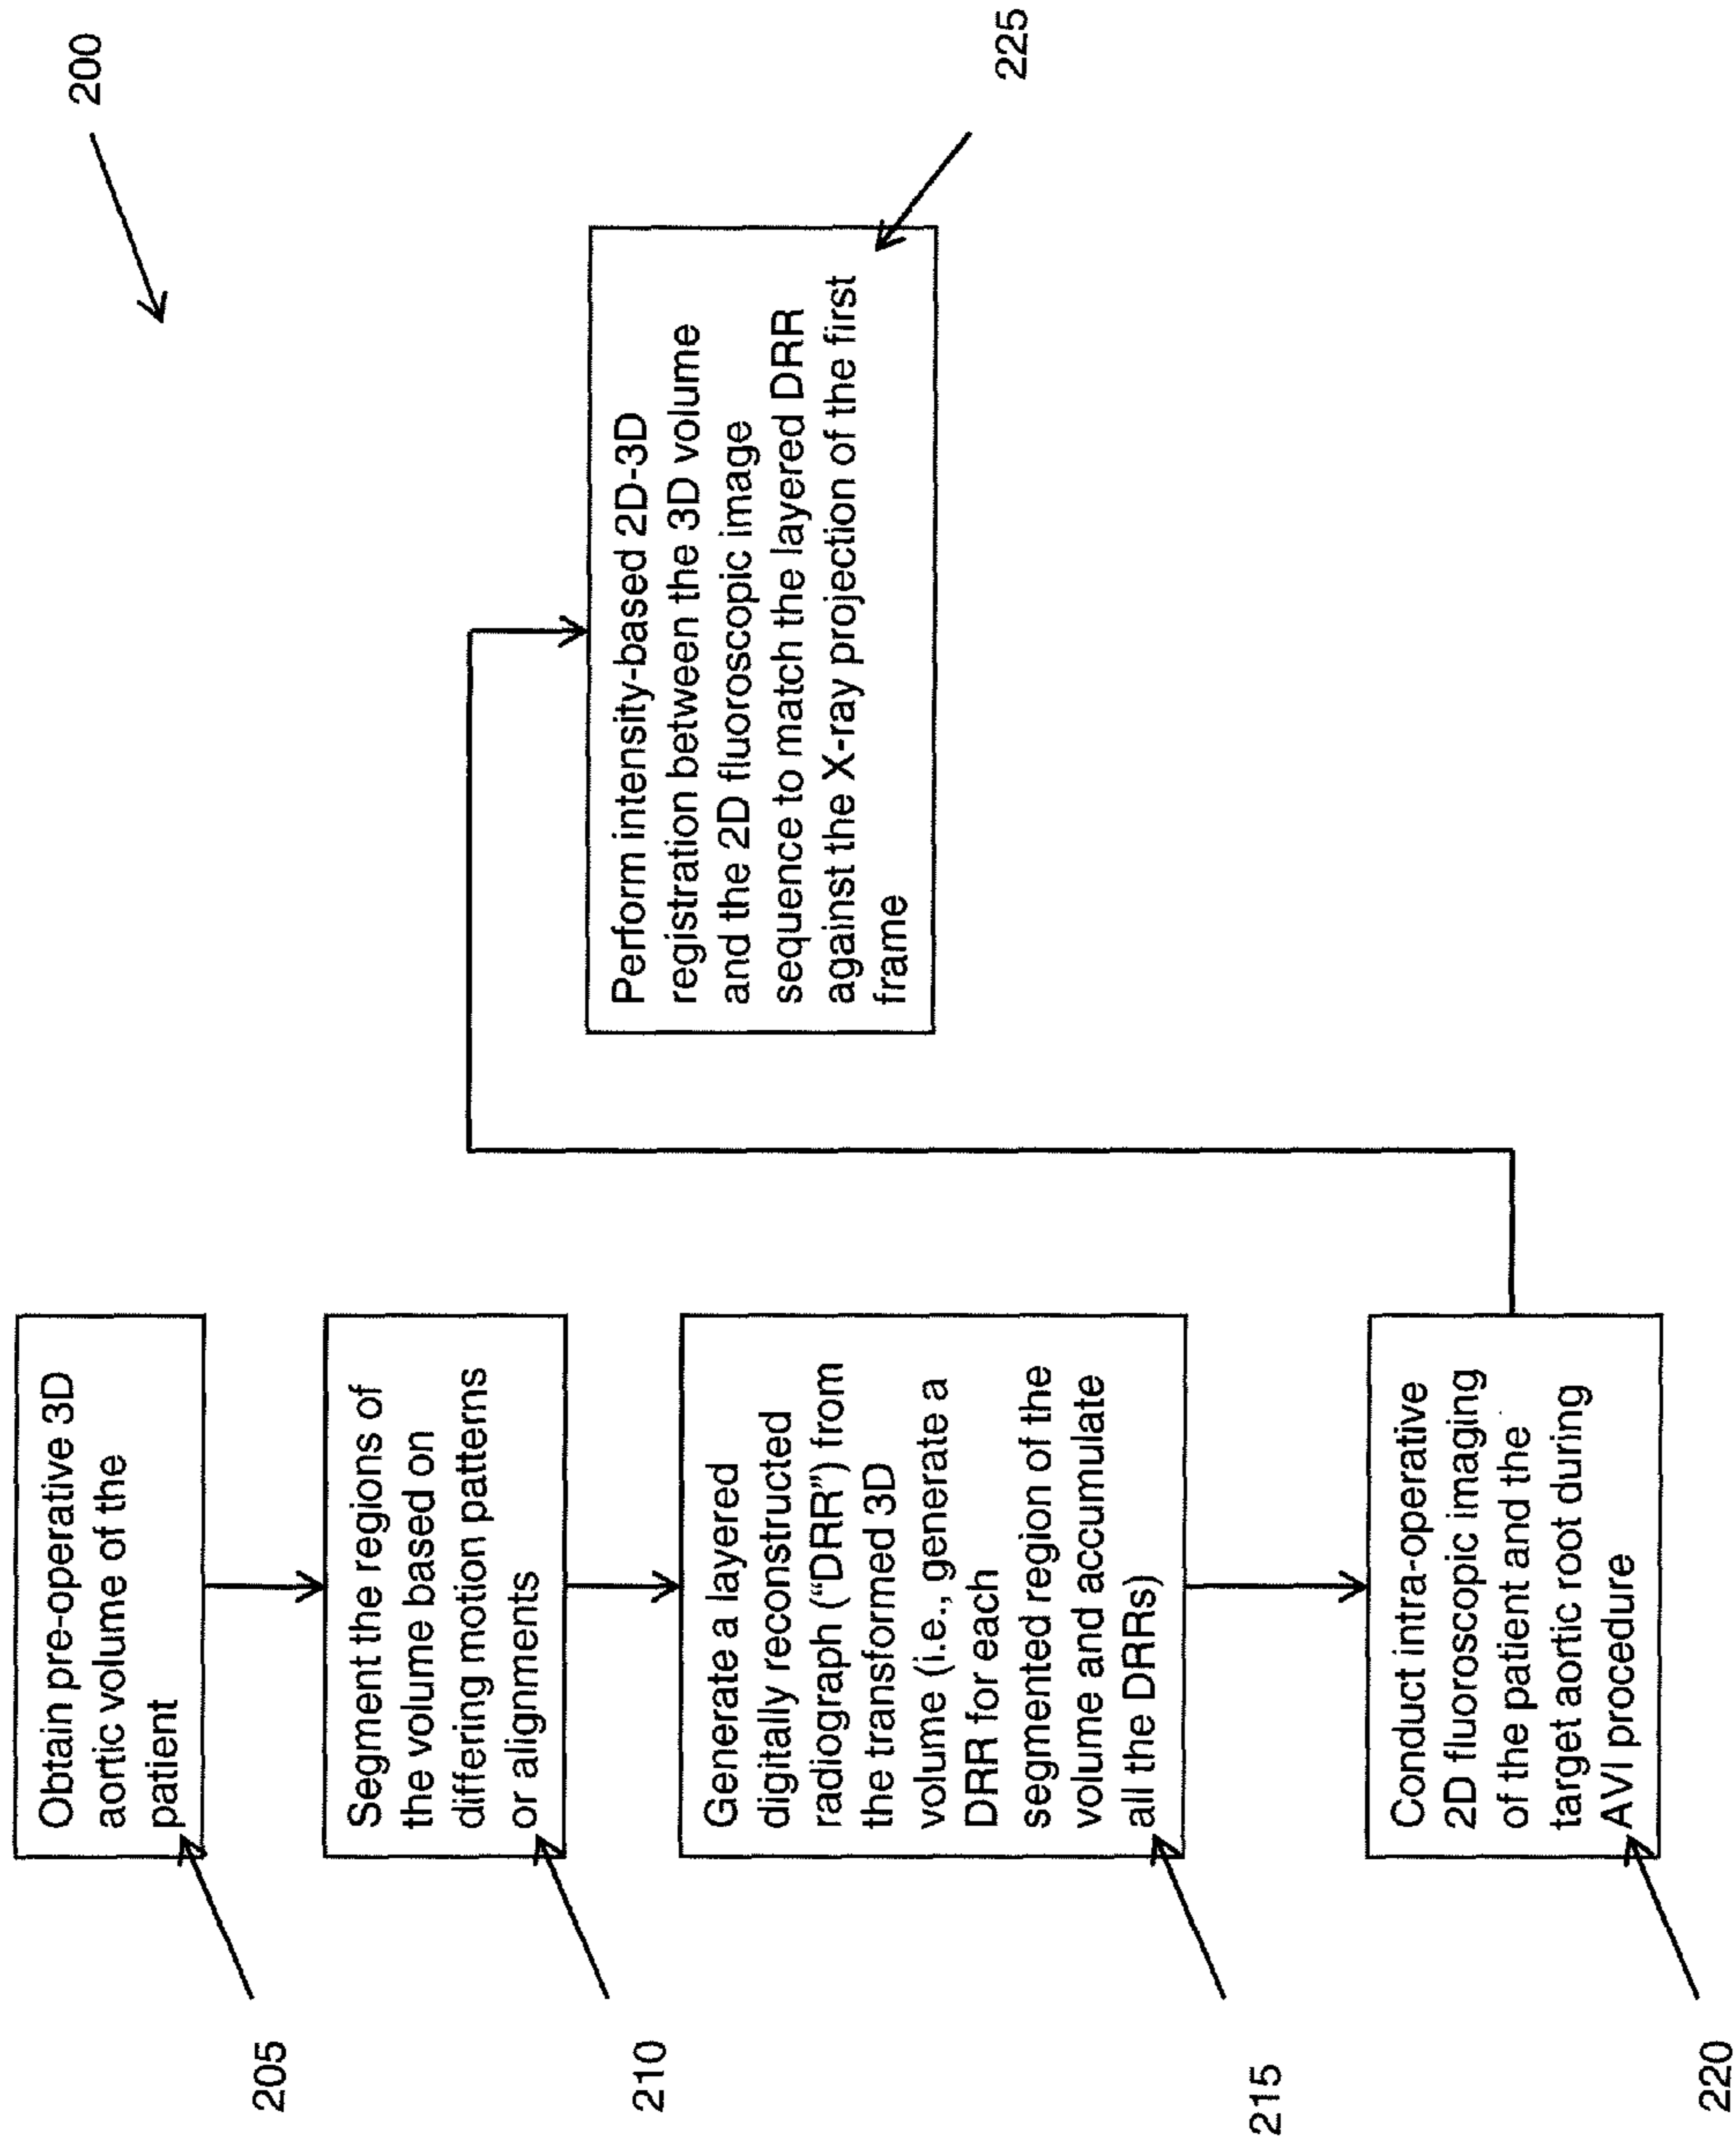 200
Obtain pre-operative 3D
aortic volume of the
patient
205
Segment the regions of
the volume based on
differing motion patterns
or alignments
210
Generate a layered
digitally reconstructed
radiograph (“DRR”) from
the transformed 3D
volume (i.e., generate a
DRR for each
segmented region of the
volume and accumulate
all the DRRs)
215
Conduct intra-operative
2D fluoroscopic imaging
of the patient and the
target aortic root during
AVI procedure
220
Perform intensity-based 2D-3D
registration between the 3D volume
and the 2D fluoroscopic image
sequence to match the layered DRR
against the X-ray projection of the first
frame
225